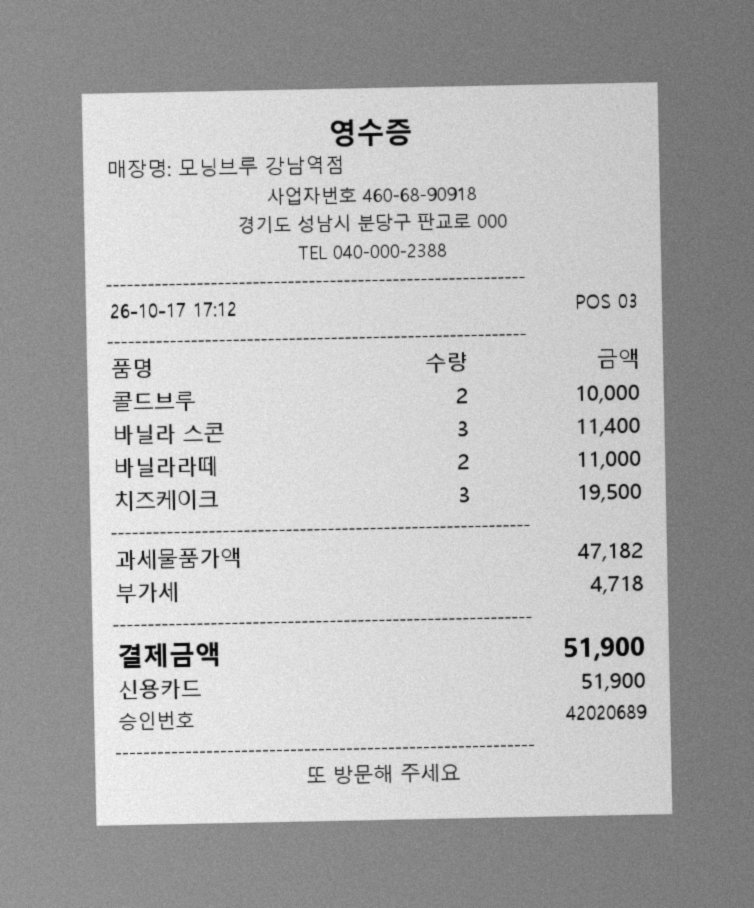 영수증
매장명: 모닝브루 강남역점
사업자번호 460-68-90918
경기도 성남시 분당구 판교로 000
TEL 040-000-2388
26-10-17 17:12 POS 03
품명 수량 금액
콜드브루 2 10,000
바닐라 스콘 3 11,400
바닐라라떼 2 11,000
치즈케이크 3 19,500
과세물품가액 47,182
부가세 4,718
결제금액 51,900
신용카드 51,900
승인번호 42020689
또 방문해 주세요